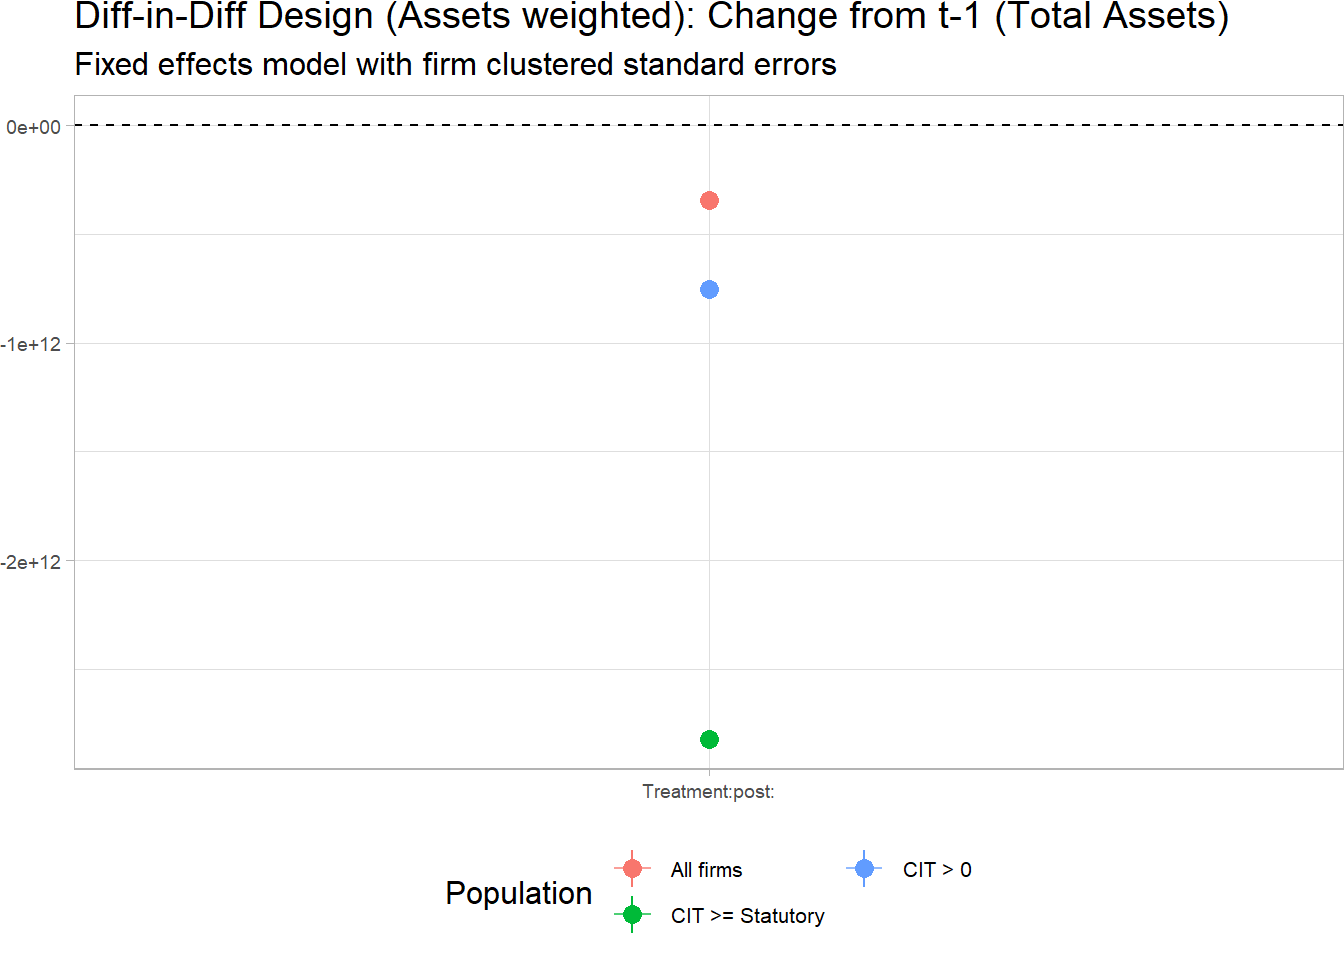 Diff-in-Diff Design (Assets weighted): Change from t-1 (Total Assets)
Fixed effects model with firm clustered standard errors
0e+00
-1e+12
-2e+12
Treatment:post:
Population
All firms
CIT > 0
CIT >= Statutory